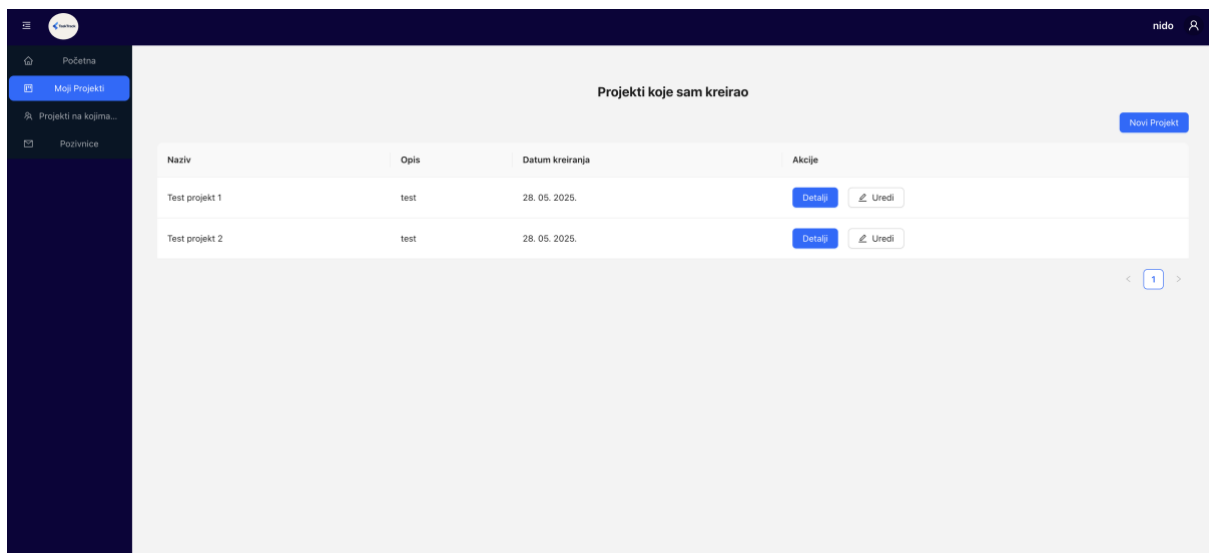 TaskTrack
nido
Početna
Moji Projekti
Projekti na kojima...
Pozivnice
Projekti koje sam kreirao
Novi Projekt
Naziv Opis Datum kreiranja Akcije
Test projekt 1 test 28. 05. 2025. Detalji Uredi
Test projekt 2 test 28. 05. 2025. Detalji Uredi
< 1 >